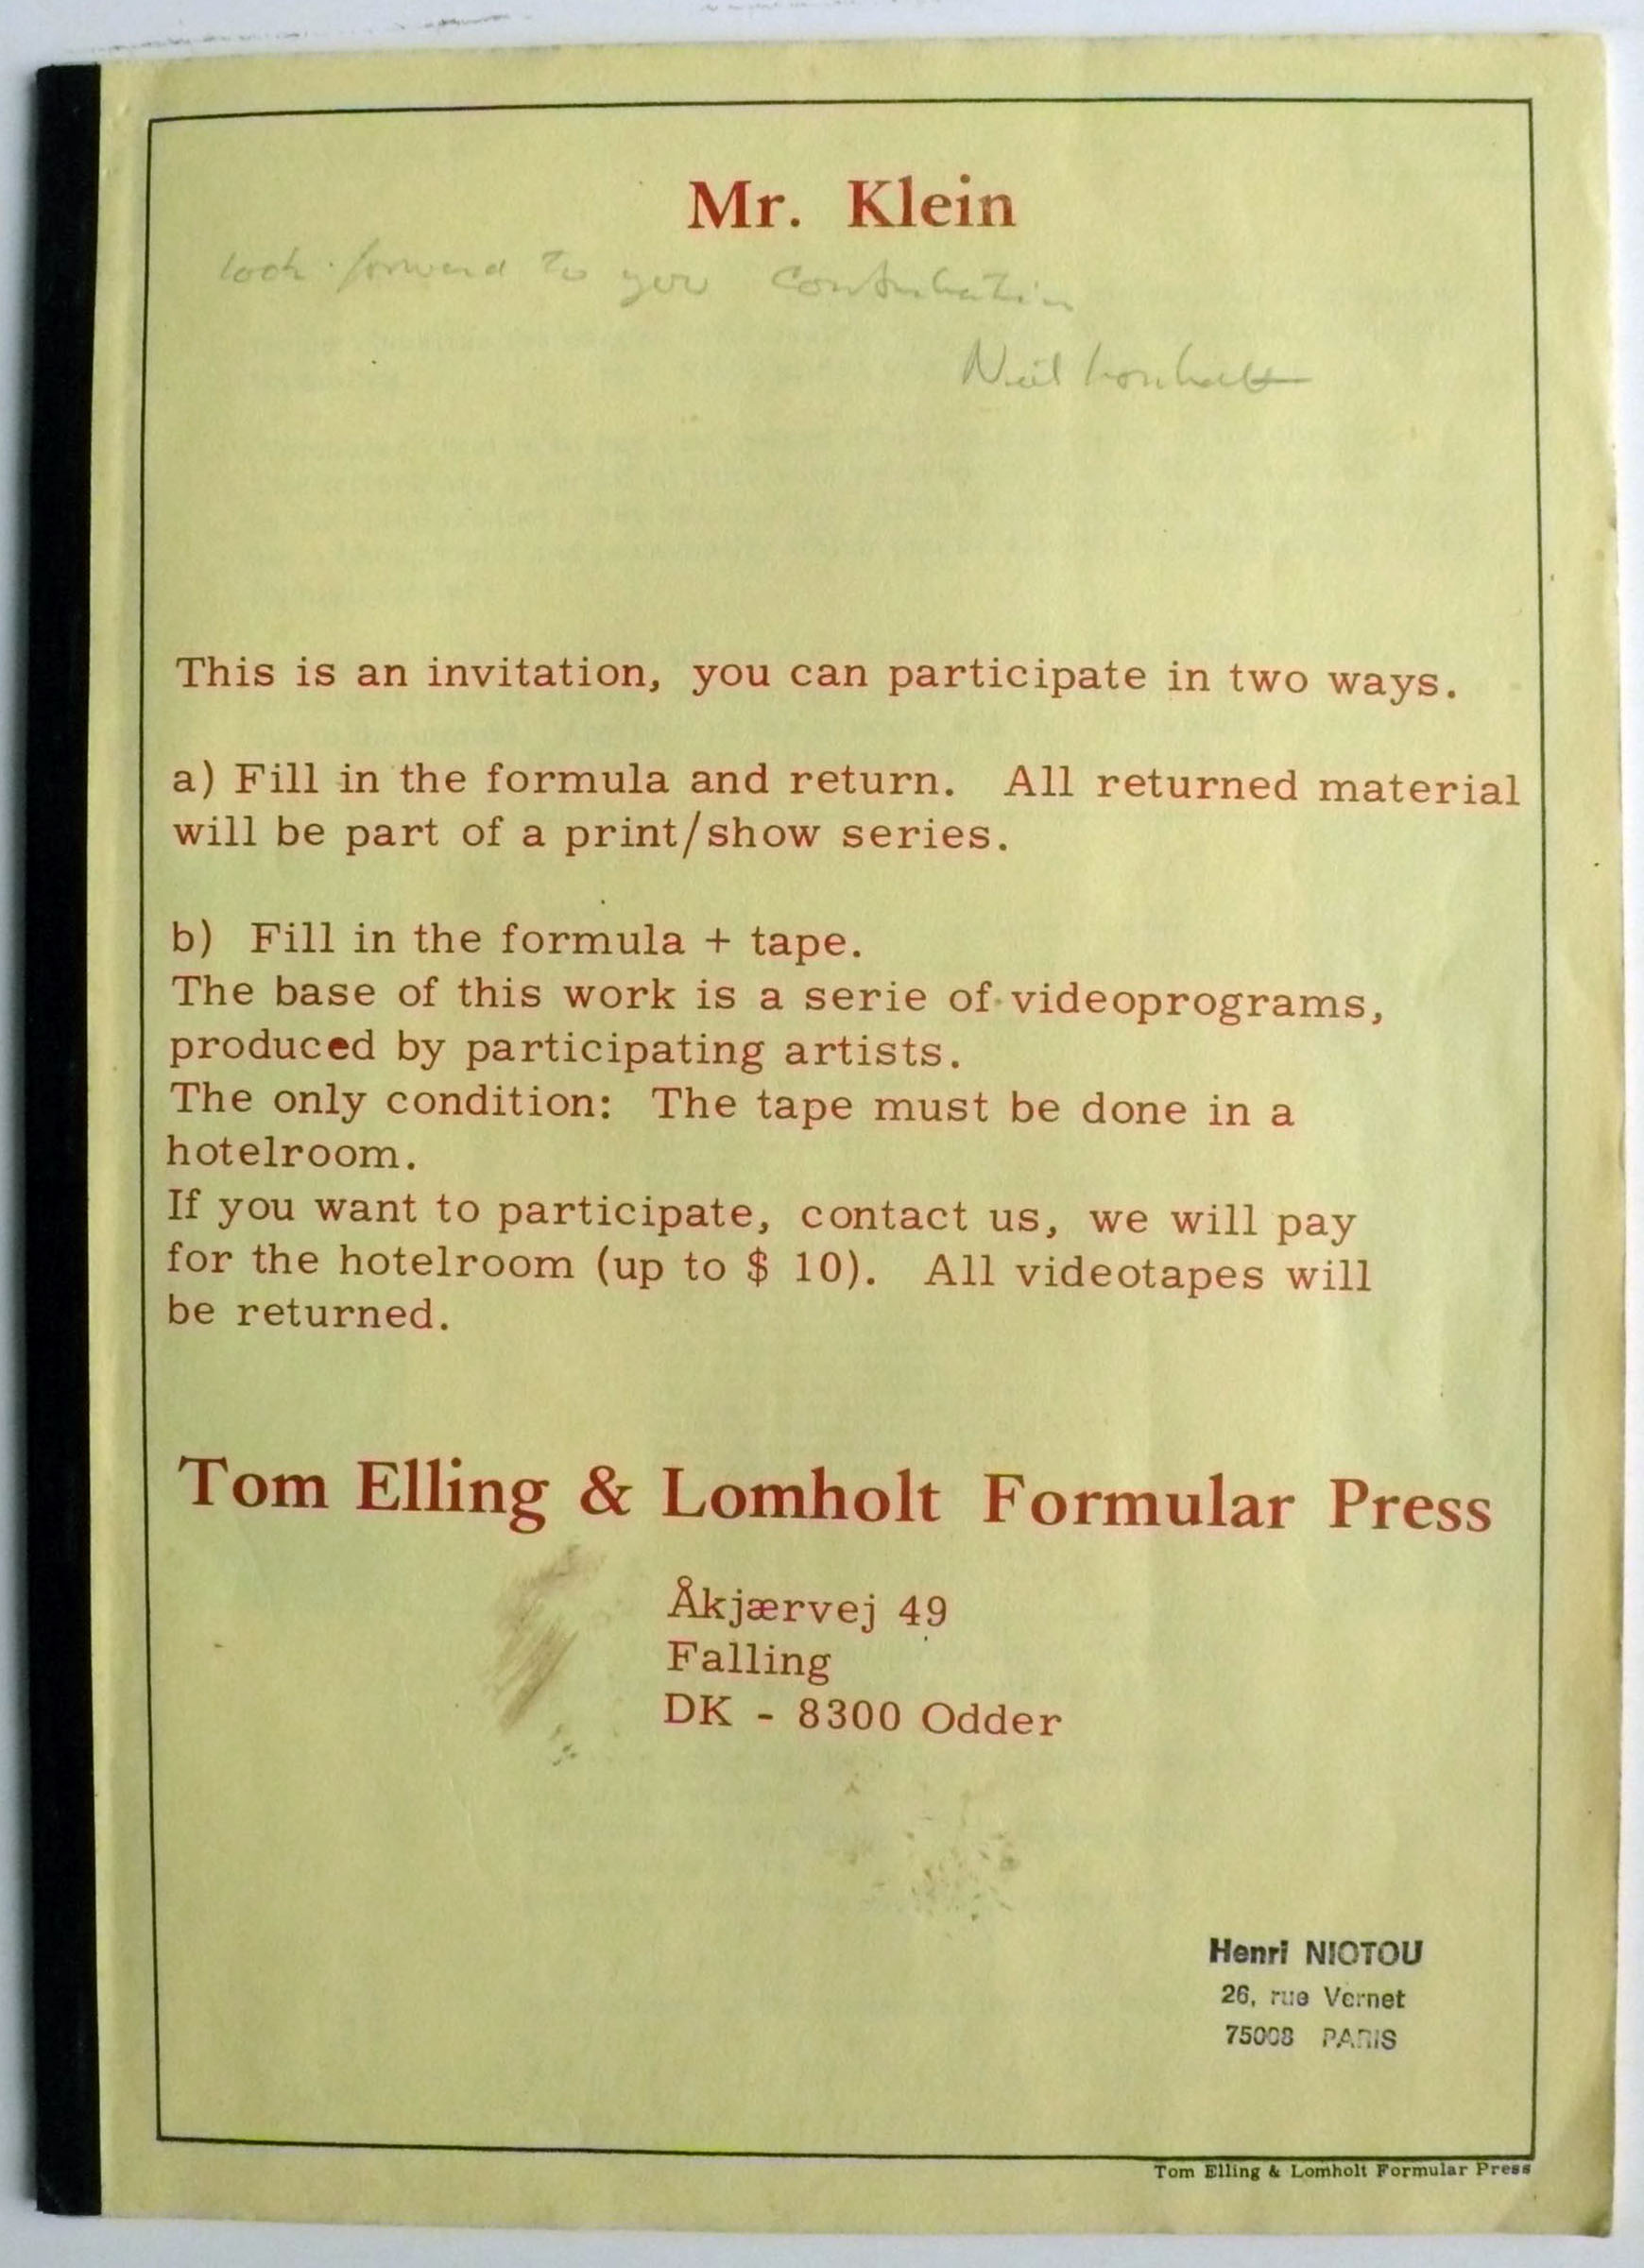 Mr. Klein
look forward to your contribution
Niel Lomholt
This is an invitation, you can participate in two ways.
a) Fill in the formula and return. All returned material
will be part of a print/show series.
b) Fill in the formula + tape.
The base of this work is a serie of videoprograms,
produced by participating artists.
The only condition: The tape must be done in a
hotelroom.
If you want to participate, contact us, we will pay
for the hotelroom (up to $ 10). All videotapes will
be returned.
Tom Elling & Lomholt Formular Press
Åkjærvej 49
Falling
DK - 8300 Odder
Henri NIOTOU
26, rue Vernet
75008 PARIS
Tom Elling & Lomholt Formular Press